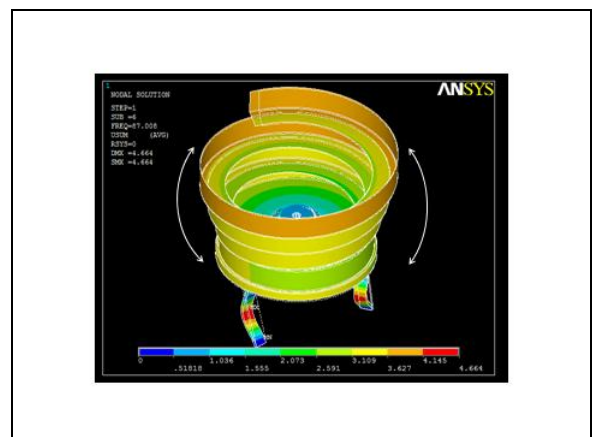 1
NODAL SOLUTION
STEP=1
SUB =6
FREQ=87.008
USUM (AVG)
RSYS=0
DMX =4.664
SMX =4.664
ANSYS
MX
MN
0 1.036 2.073 3.109 4.145
.51818 1.555 2.591 3.627 4.664